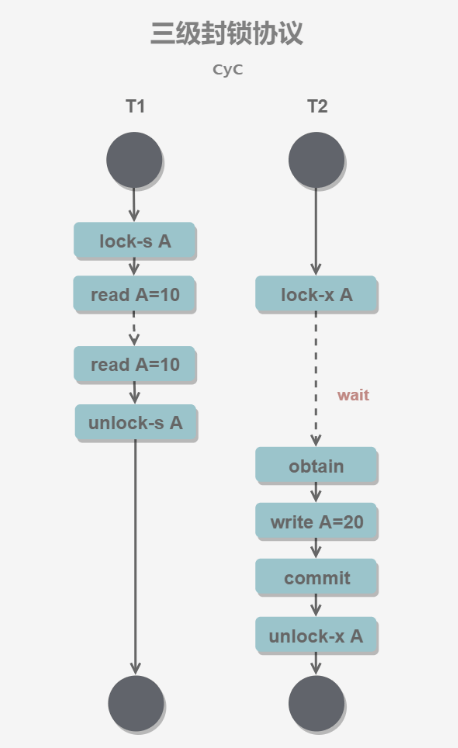 三级封锁协议
CyC
T1
T2
lock-s A
read A=10
lock-x A
read A=10
wait
unlock-s A
obtain
write A=20
commit
unlock-x A